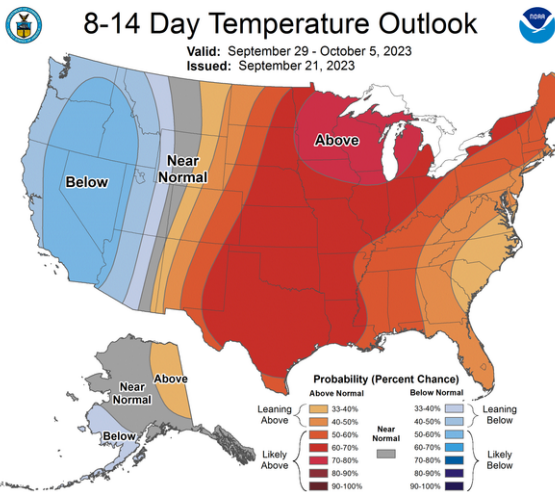 8-14 Day Temperature Outlook
NOAA
Valid: September 29 - October 5, 2023
Issued: September 21, 2023
Below
Near
Normal
Above
Near
Normal
Above
Below
Probability (Percent Chance)
Above Normal
Below Normal
Leaning
Above
33-40%
40-50%
Likely
Above
50-60%
60-70%
70-80%
80-90%
90-100%
Near
Normal
33-40%
40-50%
Leaning
Below
50-60%
60-70%
70-80%
80-90%
90-100%
Likely
Below